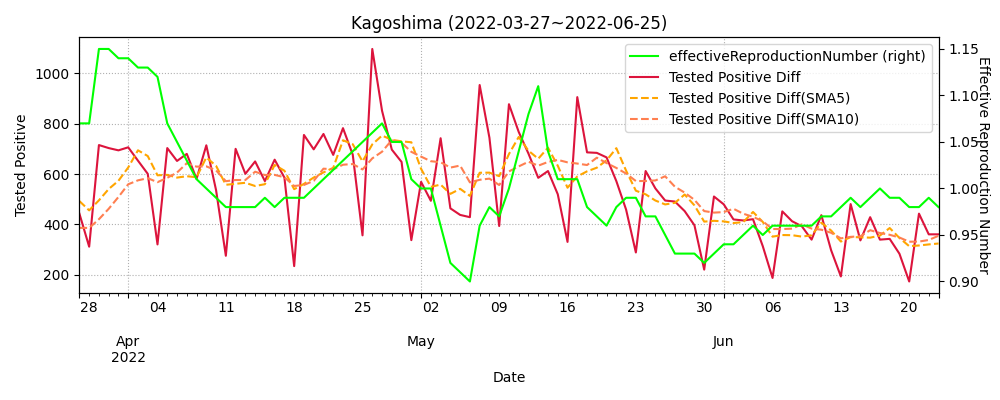 Kagoshima (2022-03-27~2022-06-25)
effectiveReproductionNumber (right)
Tested Positive Diff
Tested Positive Diff(SMA5)
Tested Positive Diff(SMA10)
Tested Positive
1000
800
600
400
200
1.15
1.10
1.05
1.00
0.95
0.90
Effective Reproduction Number
28 04 11 18 25 02 09 16 23 30 06 13 20
Apr May Jun
2022
Date